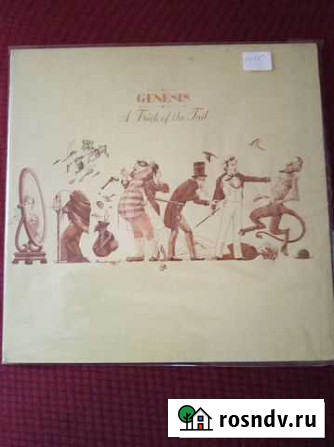 GENESIS
A Trick of the Tail
rosndv.ru